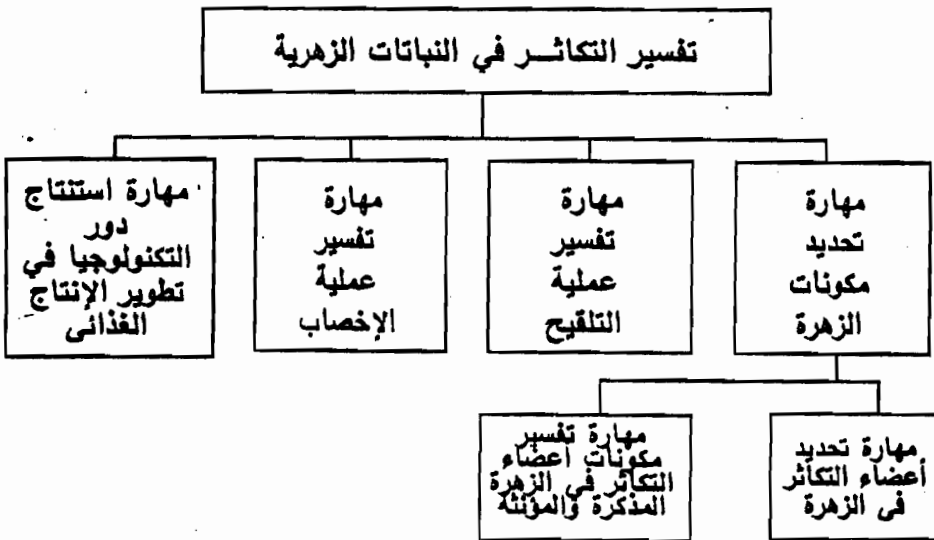 تفسير التكاثـــر في النباتات الزهرية
مهارة
تحديد
مكونات
الزهرة
مهارة
تفسير
عملية
التلقيح
مهارة
تفسير
عملية
الإخصاب
مهارة استنتاج
دور
التكنولوجيا في
تطوير الإنتاج
الغذائى
مهارة تحديد
أعضاء التكاثر
فى الزهرة
مهارة تفسير
مكونات أعضاء
التكاثر في الزهرة
المذكرة والمؤنثه